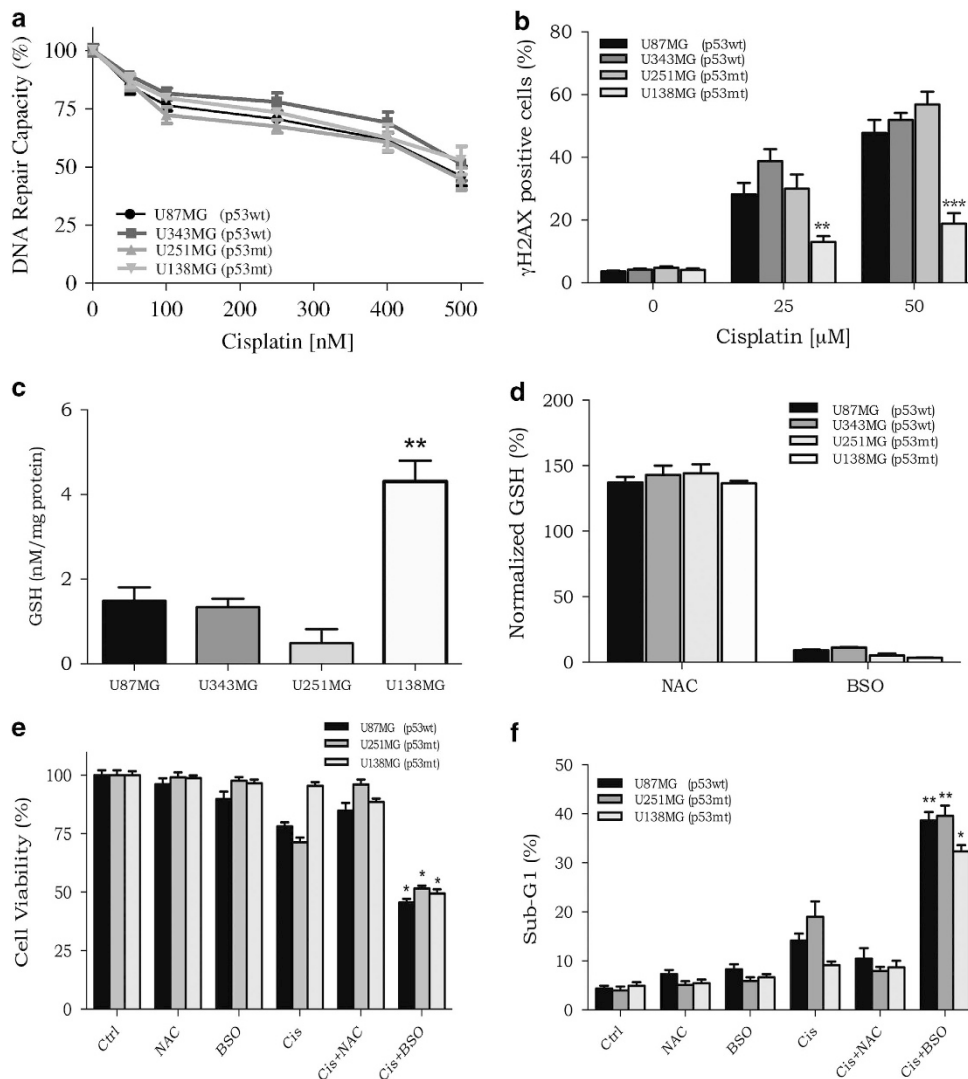 a
DNA Repair Capacity (%)
100
75
50
25
0
U87MG (p53wt)
U343MG (p53wt)
U251MG (p53mt)
U138MG (p53mt)
0 100 200 300 400 500
Cisplatin [nM]
b
γH2AX positive cells (%)
80
60
40
20
0
U87MG (p53wt)
U343MG (p53wt)
U251MG (p53mt)
U138MG (p53mt)
**
***
0 25 50
Cisplatin [µM]
c
GSH (nM/mg protein)
6
4
2
0
**
U87MG U343MG U251MG U138MG
d
Normalized GSH (%)
200
150
100
50
0
U87MG (p53wt)
U343MG (p53wt)
U251MG (p53mt)
U138MG (p53mt)
NAC BSO
e
Cell Viability (%)
100
75
50
25
0
U87MG (p53wt)
U251MG (p53mt)
U138MG (p53mt)
* * *
Ctrl NAC BSO Cis Cis+NAC Cis+BSO
f
Sub-G1 (%)
50
40
30
20
10
0
U87MG (p53wt)
U251MG (p53mt)
U138MG (p53mt)
** ** *
Ctrl NAC BSO Cis Cis+NAC Cis+BSO